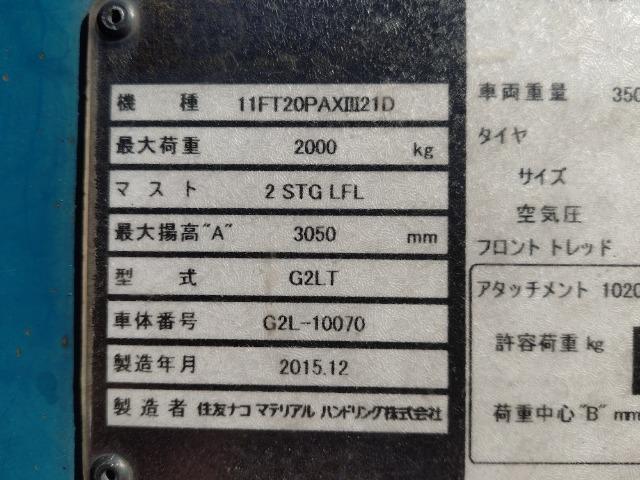 機 種 11FT20PAXⅢ21D
最大荷重 2000 kg
マスト 2 STG LFL
最大揚高"A" 3050 mm
型 式 G2LT
車体番号 G2L-10070
製造年月 2015.12
製造者 住友ナコ マテリアル ハンドリング株式会社
車両重量 350
タイヤ
サイズ
空気圧
フロント トレッド
アタッチメント 1020
許容荷重 kg
荷重中心"B" mm